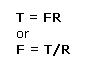 T = FR
or
F = T/R